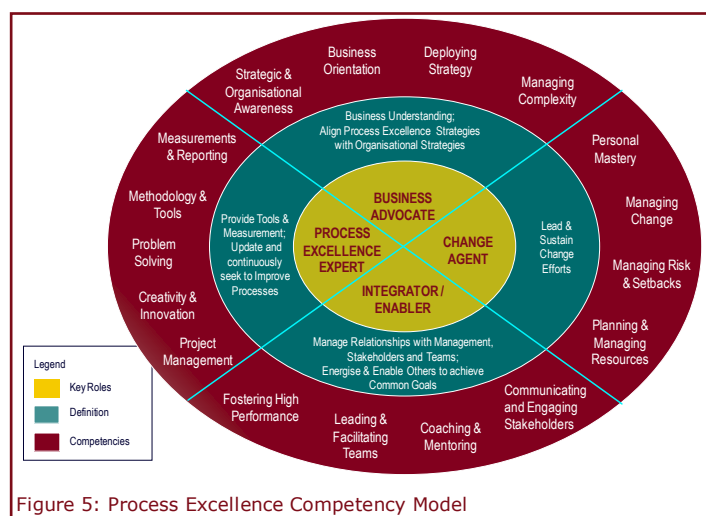 Business
Orientation
Deploying
Strategy
Strategic &
Organisational
Awareness
Managing
Complexity
Measurements
& Reporting
Personal
Mastery
Methodology &
Tools
Managing
Change
Problem
Solving
Managing Risk
& Setbacks
Creativity &
Innovation
Planning &
Managing
Resources
Project
Management
Fostering High
Performance
Leading &
Facilitating
Teams
Coaching &
Mentoring
Communicating
and Engaging
Stakeholders
Business Understanding;
Align Process Excellence Strategies
with Organisational Strategies
Provide Tools &
Measurement;
Update and
continuously
seek to Improve
Processes
Lead &
Sustain
Change
Efforts
Manage Relationships with Management,
Stakeholders and Teams;
Energise & Enable Others to achieve
Common Goals
BUSINESS
ADVOCATE
PROCESS
EXCELLENCE
EXPERT
CHANGE
AGENT
INTEGRATOR /
ENABLER
Legend
Key Roles
Definition
Competencies
Figure 5: Process Excellence Competency Model